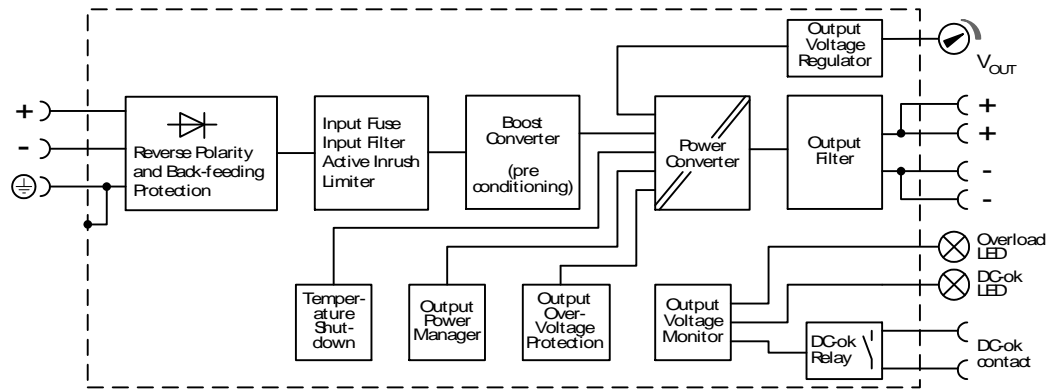 Output
Voltage
Regulator
VOUT
+
-
Reverse Polarity
and Back-feeding
Protection
Input Fuse
Input Filter
Active Inrush
Limiter
Boost
Converter
(pre
conditioning)
Power
Converter
Output
Filter
+
+
-
-
Temper-
ature
Shut-
down
Output
Power
Manager
Output
Over-
Voltage
Protection
Output
Voltage
Monitor
DC-ok
Relay
Overload
LED
DC-ok
LED
DC-ok
contact